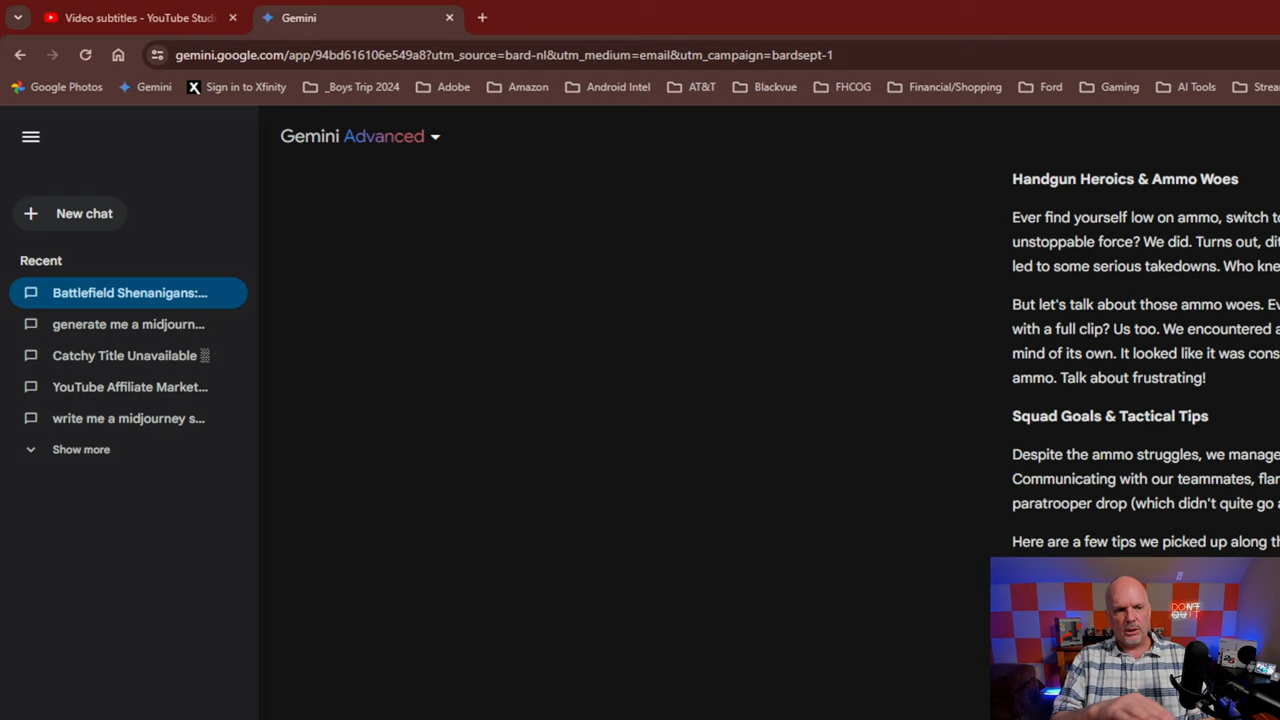 Video subtitles - YouTube Stud
Gemini
gemini.google.com/app/94bd616106e549a8?utm_source=bard-nl&utm_medium=email&utm_campaign=bardsept-1
Google Photos
Gemini
Sign in to Xfinity
_Boys Trip 2024
Adobe
Amazon
Android Intel
AT&T
Blackvue
FHCOG
Financial/Shopping
Ford
Gaming
AI Tools
Strea
Gemini Advanced
New chat
Recent
Battlefield Shenanigans:...
generate me a midjourn...
Catchy Title Unavailable
YouTube Affiliate Market...
write me a midjourney s...
Show more
Handgun Heroics & Ammo Woes
Ever find yourself low on ammo, switch to
unstoppable force? We did. Turns out, dit
led to some serious takedowns. Who kne
But let's talk about those ammo woes. Ev
with a full clip? Us too. We encountered a
mind of its own. It looked like it was cons
ammo. Talk about frustrating!
Squad Goals & Tactical Tips
Despite the ammo struggles, we manage
Communicating with our teammates, flan
paratrooper drop (which didn't quite go a
Here are a few tips we picked up along th
DON'T
QUIT